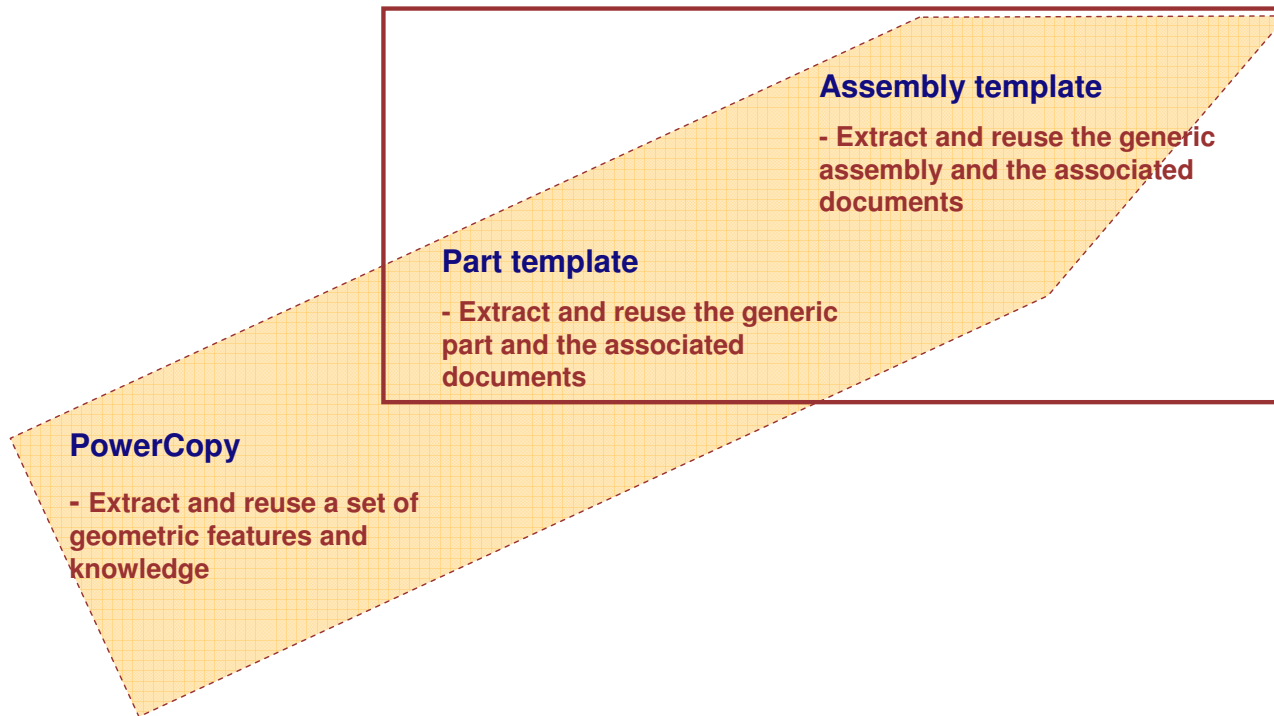 Assembly template
- Extract and reuse the generic
assembly and the associated
documents
Part template
- Extract and reuse the generic
part and the associated
documents
PowerCopy
- Extract and reuse a set of
geometric features and
knowledge